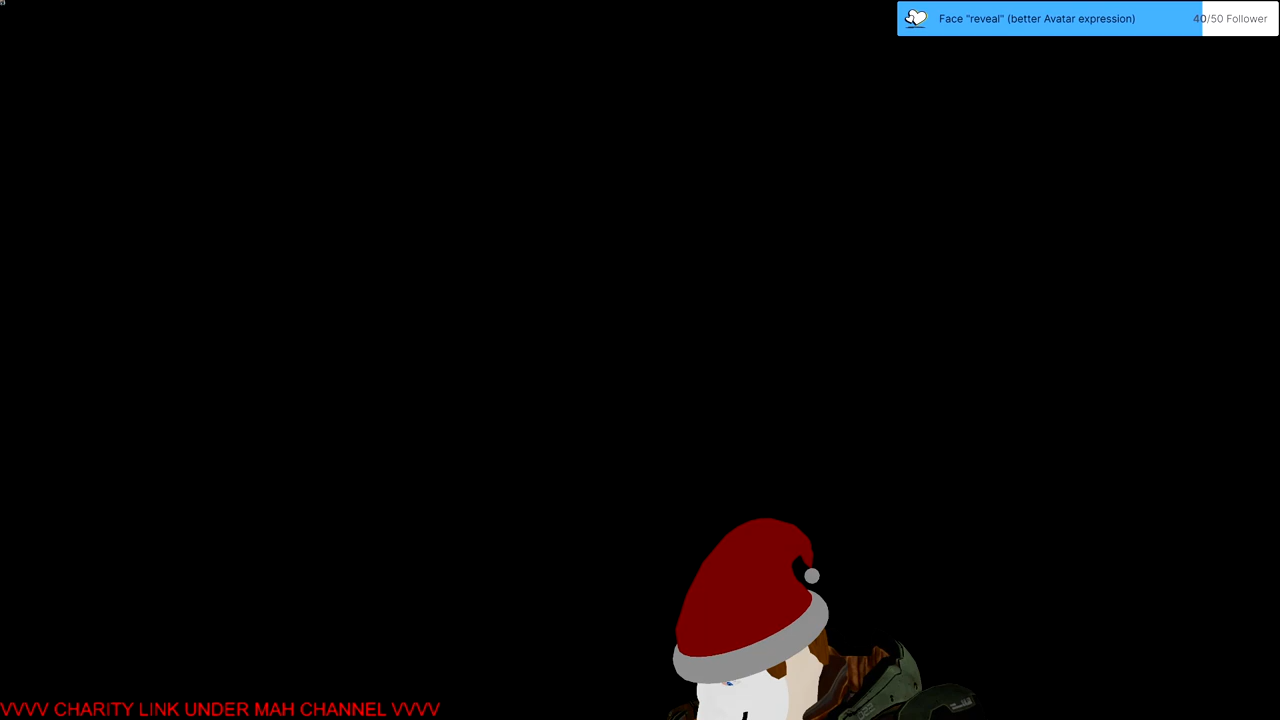 Face "reveal" (better Avatar expression) 40/50 Follower
VVVV CHARITY LINK UNDER MAH CHANNEL VVVV